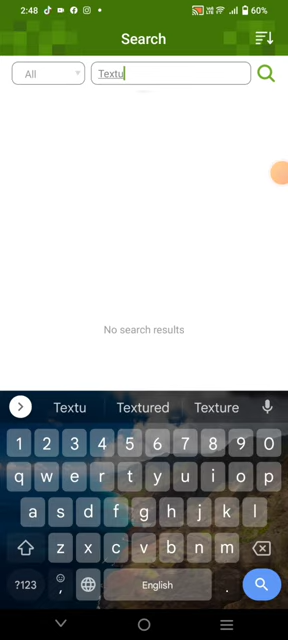 2:48
60%
Search
All
Textu
No search results
Textu Textured Texture
1 2 3 4 5 6 7 8 9 0
q w e r t y u i o p
a s d f g h j k l
z x c v b n m
?123 , English .